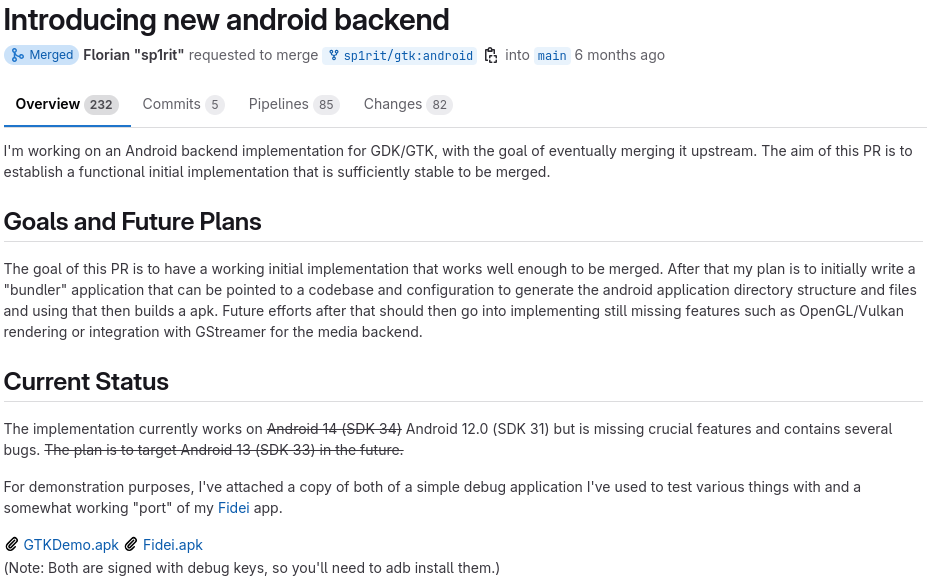 Introducing new android backend
Merged Florian "sp1rit" requested to merge sp1rit/gtk:android into main 6 months ago
Overview 232 Commits 5 Pipelines 85 Changes 82
I'm working on an Android backend implementation for GDK/GTK, with the goal of eventually merging it upstream. The aim of this PR is to
establish a functional initial implementation that is sufficiently stable to be merged.
Goals and Future Plans
The goal of this PR is to have a working initial implementation that works well enough to be merged. After that my plan is to initially write a
"bundler" application that can be pointed to a codebase and configuration to generate the android application directory structure and files
and using that then builds a apk. Future efforts after that should then go into implementing still missing features such as OpenGL/Vulkan
rendering or integration with GStreamer for the media backend.
Current Status
The implementation currently works on Android 14 (SDK 34) Android 12.0 (SDK 31) but is missing crucial features and contains several
bugs. The plan is to target Android 13 (SDK 33) in the future.
For demonstration purposes, I've attached a copy of both of a simple debug application I've used to test various things with and a
somewhat working "port" of my Fidei app.
GTKDemo.apk Fidei.apk
(Note: Both are signed with debug keys, so you'll need to adb install them.)